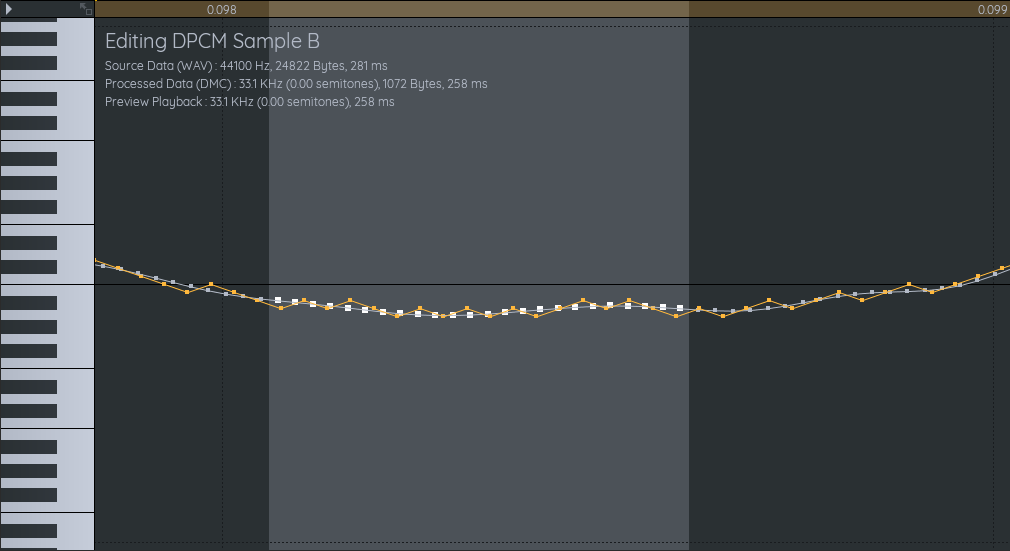 0.098 0.099
Editing DPCM Sample B
Source Data (WAV) : 44100 Hz, 24822 Bytes, 281 ms
Processed Data (DMC) : 33.1 KHz (0.00 semitones), 1072 Bytes, 258 ms
Preview Playback : 33.1 KHz (0.00 semitones), 258 ms